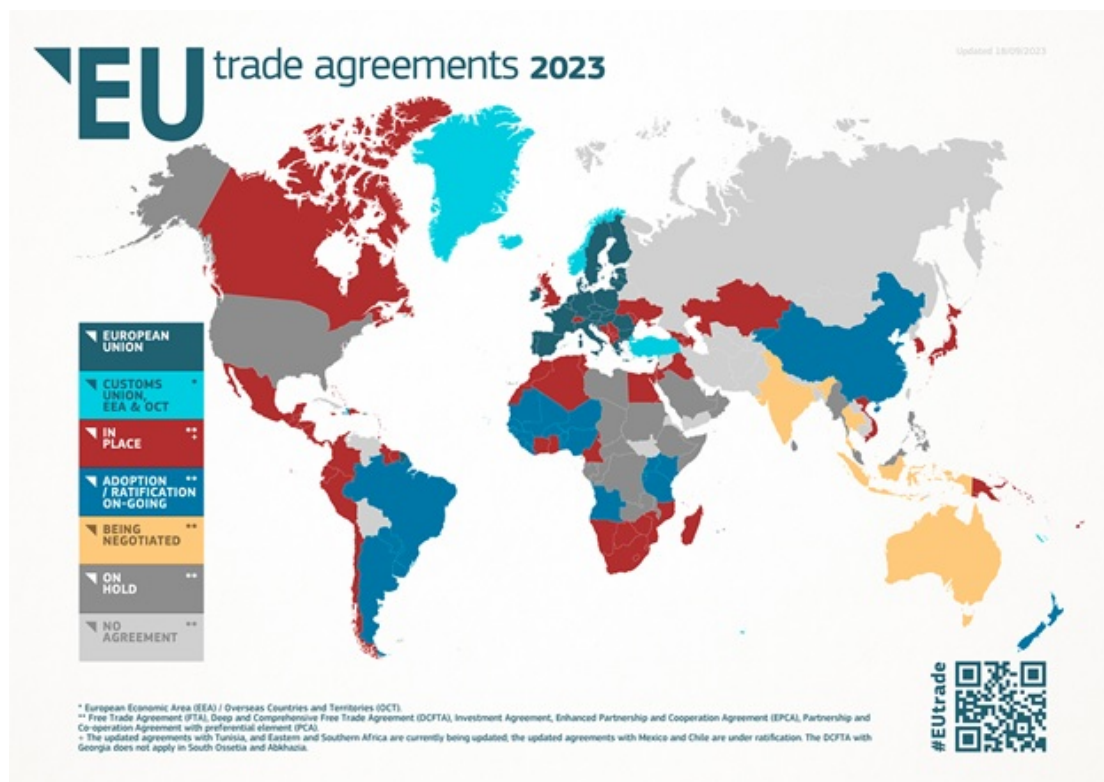 EU trade agreements 2023
Updated 18/09/2023
EUROPEAN
UNION
CUSTOMS *
UNION,
EEA & OCT
IN **
PLACE +
ADOPTION **
/ RATIFICATION
ON-GOING
BEING **
NEGOTIATED
ON **
HOLD
NO **
AGREEMENT
#EUtrade
* European Economic Area (EEA) / Overseas Countries and Territories (OCT).
** Free Trade Agreement (FTA), Deep and Comprehensive Free Trade Agreement (DCFTA), Investment Agreement, Enhanced Partnership and Cooperation Agreement (EPCA), Partnership and
Co-operation Agreement with preferential element (PCA).
+ The updated agreements with Tunisia, and Eastern and Southern Africa are currently being updated, the updated agreements with Mexico and Chile are under ratification. The DCFTA with
Georgia does not apply in South Ossetia and Abkhazia.